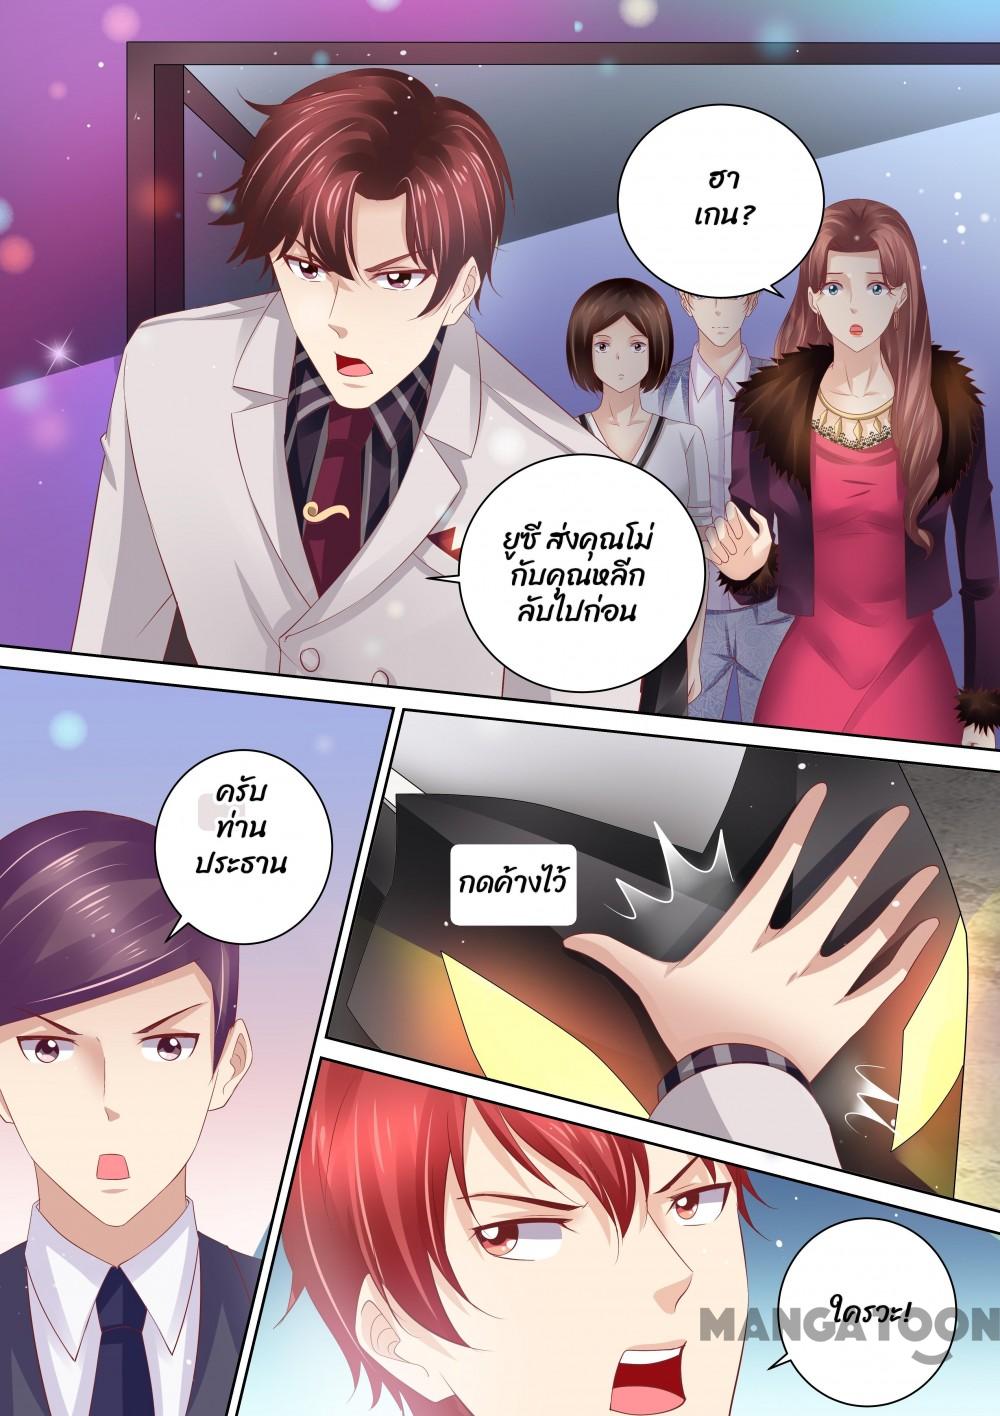 ฮา
เกน?
ยูซี ส่งคุณโม่
กับคุณหลีก
ลับไปก่อน
ครับ
ท่าน
ประธาน
กดค้างไว้
ใครวะ!
MANGATOON